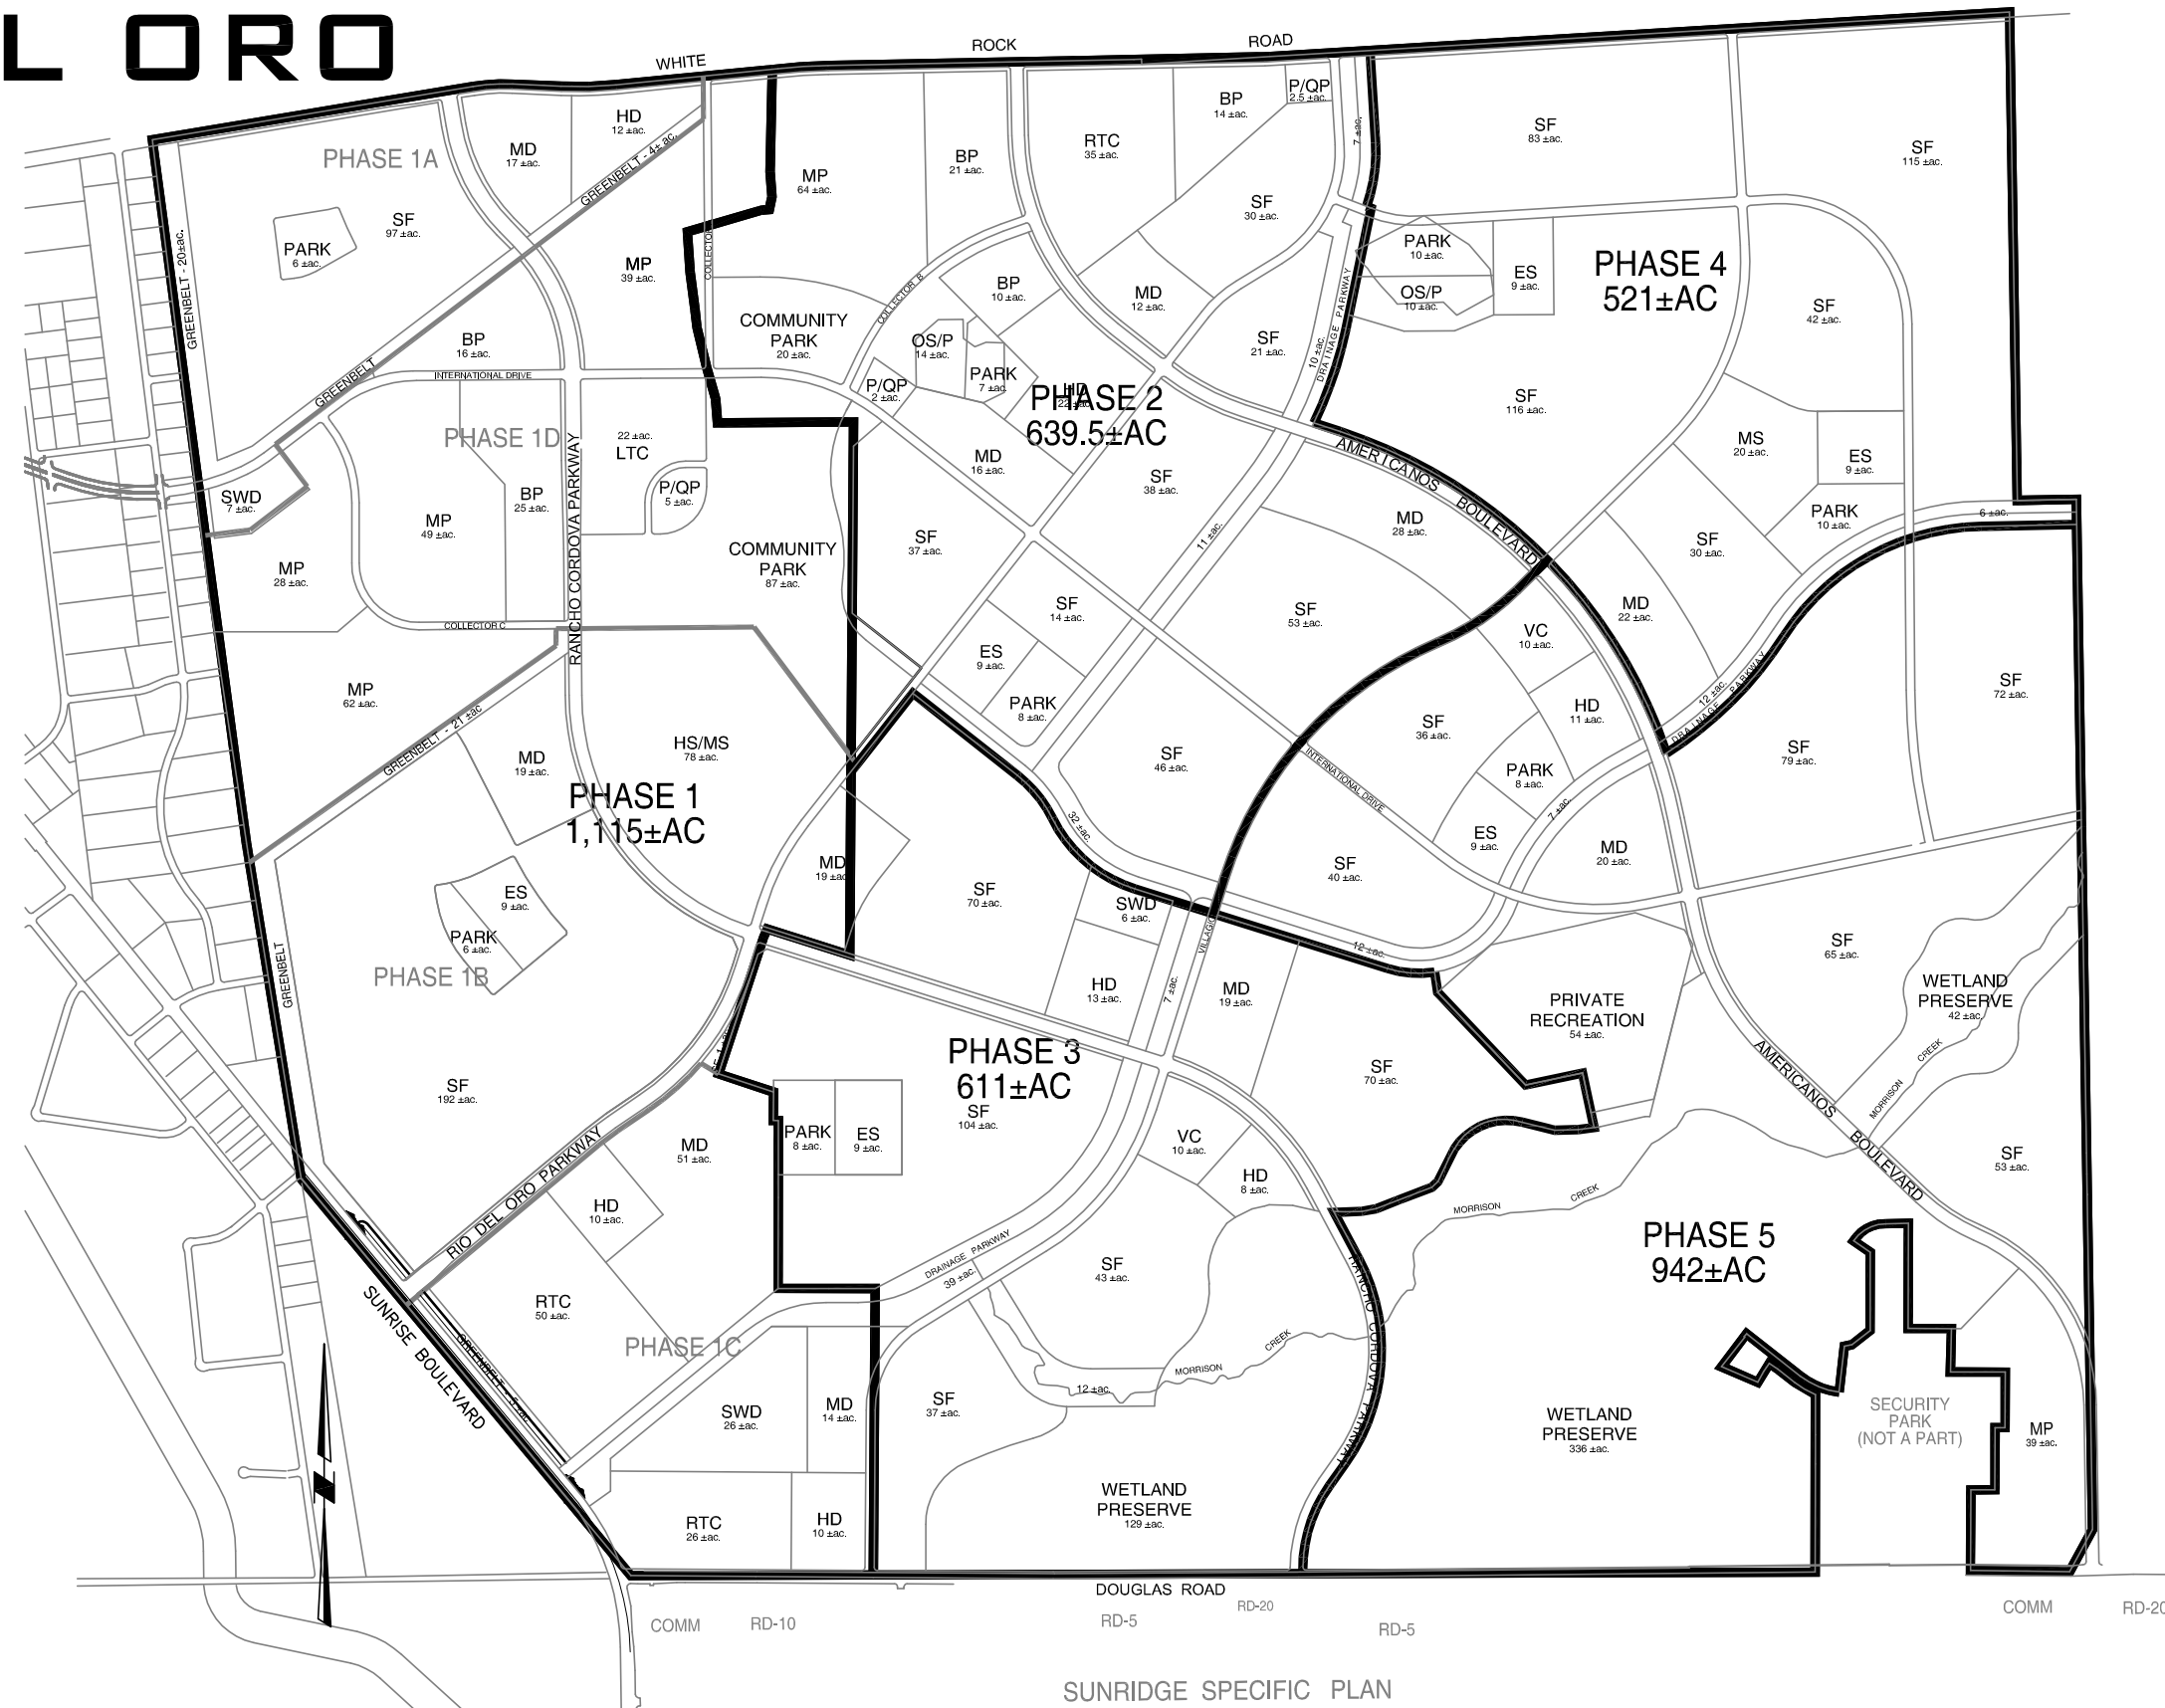 L ORO
WHITE
ROCK
ROAD
PHASE 1A
SF
97 ±ac.
PARK
6 ±ac.
GREENBELT - 20±ac.
MD
17 ±ac.
HD
12 ±ac.
GREENBELT - 4± ac.
MP
39 ±ac.
GREENBELT
BP
16 ±ac.
INTERNATIONAL DRIVE
PHASE 1D
SWD
7 ±ac.
MP
49 ±ac.
BP
25 ±ac.
22 ±ac.
LTC
P/QP
5 ±ac.
RANCHO CORDOVA PARKWAY
MP
28 ±ac.
COLLECTOR C
MP
62 ±ac.
COMMUNITY
PARK
87 ±ac.
GREENBELT - 21 ±ac
MD
19 ±ac.
HS/MS
78 ±ac.
PHASE 1
1,115±AC
MD
19 ±ac
ES
9 ±ac.
PARK
6 ±ac.
PHASE 1B
GREENBELT
SF
192 ±ac.
RIO DEL ORO PARKWAY
MD
51 ±ac.
HD
10 ±ac.
RTC
50 ±ac.
PHASE 1C
SUNRISE BOULEVARD
SWD
26 ±ac.
MD
14 ±ac.
RTC
26 ±ac.
HD
10 ±ac.
MP
64 ±ac.
BP
21 ±ac.
RTC
35 ±ac.
BP
14 ±ac.
P/QP
2.5 ±ac.
7 ±ac.
SF
30 ±ac.
COLLECTOR
COLLECTOR B
BP
10 ±ac.
MD
12 ±ac.
COMMUNITY
PARK
20 ±ac.
OS/P
14 ±ac.
PARK
7 ±ac.
P/QP
2 ±ac.
HD
22 ±ac.
SF
21 ±ac.
10 ±ac.
DRAINAGE PARKWAY
PHASE 2
639.5±AC
MD
16 ±ac.
SF
38 ±ac.
SF
37 ±ac.
11 ±ac.
MD
28 ±ac.
SF
14 ±ac.
ES
9 ±ac.
PARK
8 ±ac.
SF
53 ±ac.
SF
46 ±ac.
32 ±ac.
AMERICANOS BOULEVARD
SF
83 ±ac.
SF
115 ±ac.
PARK
10 ±ac.
OS/P
10 ±ac.
ES
9 ±ac.
PHASE 4
521±AC
SF
42 ±ac.
SF
116 ±ac.
MS
20 ±ac.
ES
9 ±ac.
PARK
10 ±ac.
6 ±ac.
SF
30 ±ac.
MD
22 ±ac.
12 ±ac.
DRAINAGE PARKWAY
VC
10 ±ac.
HD
11 ±ac.
SF
36 ±ac.
PARK
8 ±ac.
ES
9 ±ac.
7 ±ac.
INTERNATIONAL DRIVE
SF
40 ±ac.
MD
20 ±ac.
SF
79 ±ac.
SF
72 ±ac.
SF
65 ±ac.
WETLAND
PRESERVE
42 ±ac.
MORRISON CREEK
PRIVATE
RECREATION
54 ±ac.
12 ±ac.
AMERICANOS BOULEVARD
SF
53 ±ac.
SF
70 ±ac.
SWD
6 ±ac.
HD
13 ±ac.
7 ±ac.
MD
19 ±ac.
PHASE 3
611±AC
SF
104 ±ac.
SF
70 ±ac.
PARK
8 ±ac.
ES
9 ±ac.
VC
10 ±ac.
HD
8 ±ac.
DRAINAGE PARKWAY
39 ±ac.
SF
43 ±ac.
MORRISON CREEK
PHASE 5
942±AC
RANCHO CORDOVA PARKWAY
MORRISON CREEK
12 ±ac.
SF
37 ±ac.
WETLAND
PRESERVE
129 ±ac.
WETLAND
PRESERVE
336 ±ac.
SECURITY
PARK
(NOT A PART)
MP
39 ±ac.
DOUGLAS ROAD
COMM
RD-10
RD-5
RD-20
RD-5
COMM
RD-20
SUNRIDGE SPECIFIC PLAN